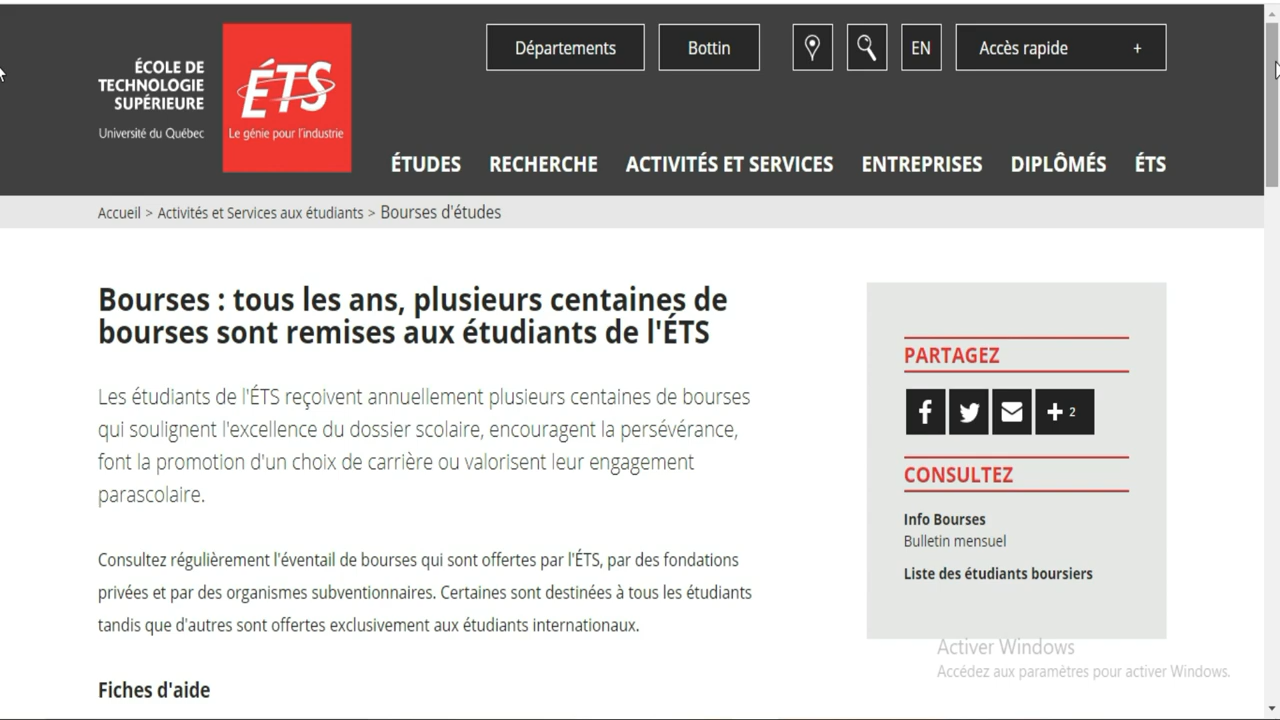 Départements
Bottin
EN
Accès rapide +
ÉCOLE DE
TECHNOLOGIE
SUPÉRIEURE
Université du Québec
ÉTS
Le génie pour l'industrie
ÉTUDES
RECHERCHE
ACTIVITÉS ET SERVICES
ENTREPRISES
DIPLÔMÉS
ÉTS
Accueil > Activités et Services aux étudiants > Bourses d'études
Bourses : tous les ans, plusieurs centaines de
bourses sont remises aux étudiants de l'ÉTS
Les étudiants de l'ÉTS reçoivent annuellement plusieurs centaines de bourses
qui soulignent l'excellence du dossier scolaire, encouragent la persévérance,
font la promotion d'un choix de carrière ou valorisent leur engagement
parascolaire.
Consultez régulièrement l'éventail de bourses qui sont offertes par l'ÉTS, par des fondations
privées et par des organismes subventionnaires. Certaines sont destinées à tous les étudiants
tandis que d'autres sont offertes exclusivement aux étudiants internationaux.
Fiches d'aide
PARTAGEZ
+ 2
CONSULTEZ
Info Bourses
Bulletin mensuel
Liste des étudiants boursiers
Activer Windows
Accédez aux paramètres pour activer Windows.